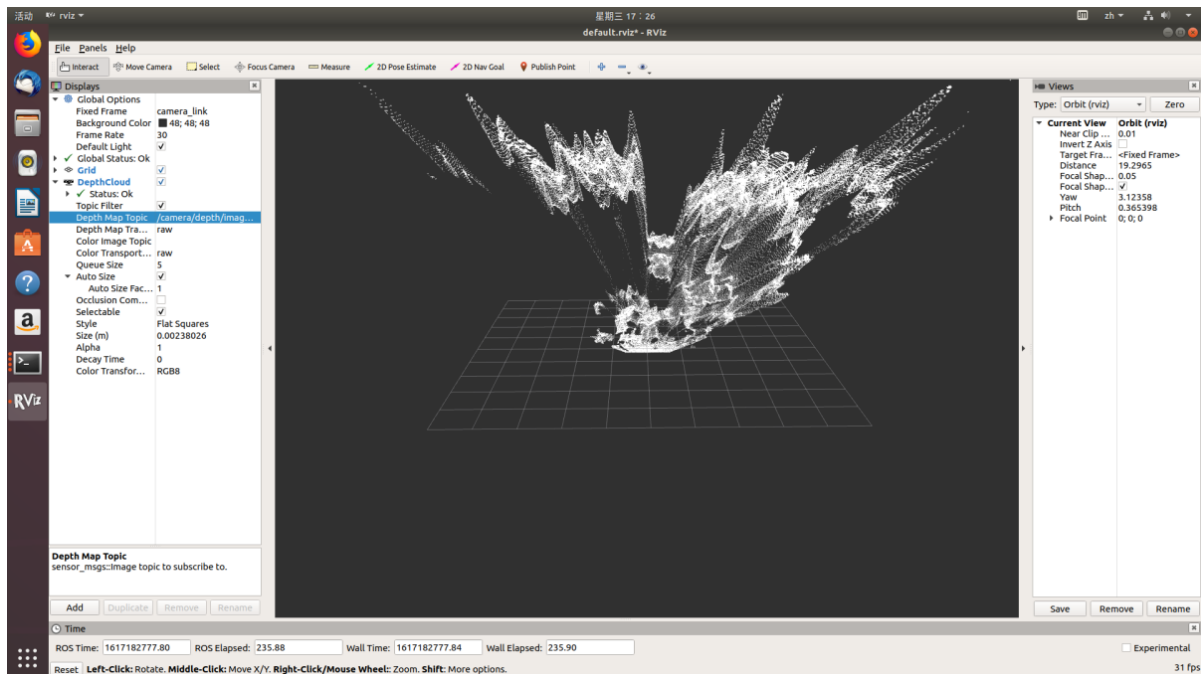 活动 RViz rviz 星期三 17：26 zh
default.rviz* - RViz
File Panels Help
Interact Move Camera Select Focus Camera Measure 2D Pose Estimate 2D Nav Goal Publish Point
Displays
Global Options
Fixed Frame camera_link
Background Color 48; 48; 48
Frame Rate 30
Default Light
Global Status: Ok
Grid
DepthCloud
Status: Ok
Topic Filter
Depth Map Topic /camera/depth/imag...
Depth Map Tra... raw
Color Image Topic
Color Transport... raw
Queue Size 5
Auto Size
Auto Size Fac... 1
Occlusion Com...
Selectable
Style Flat Squares
Size (m) 0.00238026
Alpha 1
Decay Time 0
Color Transfor... RGB8
Depth Map Topic
sensor_msgs::Image topic to subscribe to.
Add Duplicate Remove Rename
Views
Type: Orbit (rviz) Zero
Current View Orbit (rviz)
Near Clip ... 0.01
Invert Z Axis
Target Fra... <Fixed Frame>
Distance 19.2965
Focal Shap... 0.05
Focal Shap...
Yaw 3.12358
Pitch 0.365398
Focal Point 0; 0; 0
Save Remove Rename
Time
ROS Time: 1617182777.80 ROS Elapsed: 235.88 Wall Time: 1617182777.84 Wall Elapsed: 235.90 Experimental
Reset Left-Click: Rotate. Middle-Click: Move X/Y. Right-Click/Mouse Wheel:: Zoom. Shift: More options. 31 fps
A
?
a
>_
RViz